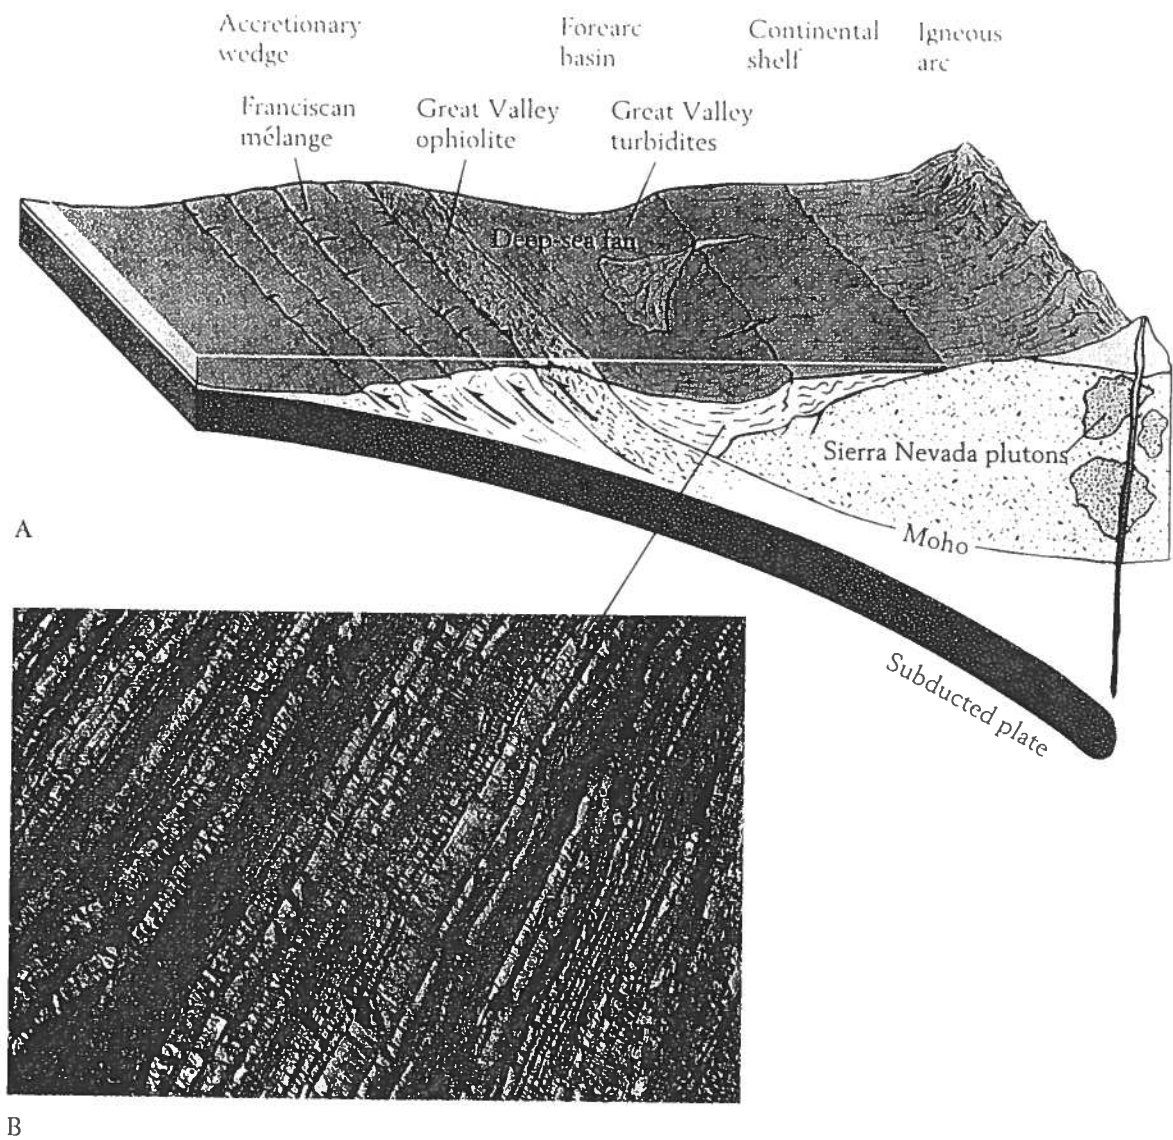 Accretionary
wedge
Forearc
basin
Continental
shelf
Igneous
arc
Franciscan
mélange
Great Valley
ophiolite
Great Valley
turbidites
Deep-sea fan
Sierra Nevada plutons
Moho
Subducted plate
A
B